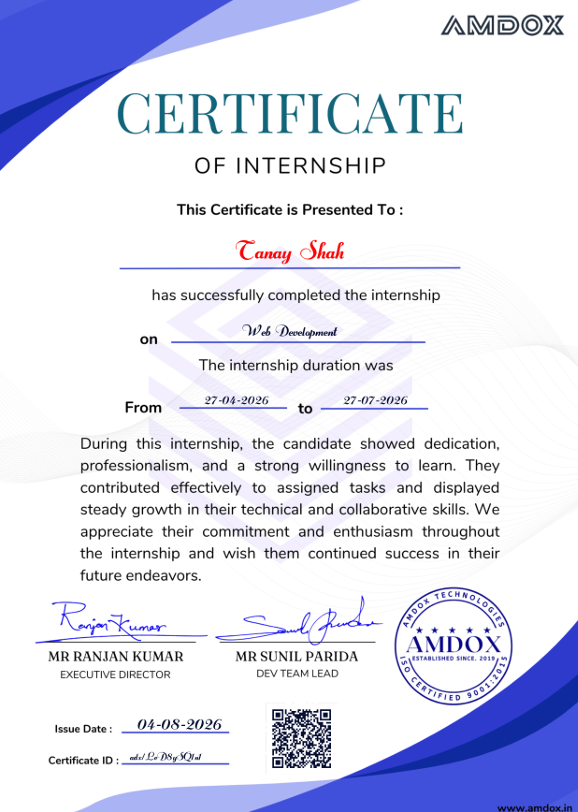 AMDOX
CERTIFICATE
OF INTERNSHIP
This Certificate is Presented To :
Tanay Shah
has successfully completed the internship
on Web Development
The internship duration was
From 27-04-2026 to 27-07-2026
During this internship, the candidate showed dedication,
professionalism, and a strong willingness to learn. They
contributed effectively to assigned tasks and displayed
steady growth in their technical and collaborative skills. We
appreciate their commitment and enthusiasm throughout
the internship and wish them continued success in their
future endeavors.
Ranjan Kumar
MR RANJAN KUMAR
EXECUTIVE DIRECTOR
MR SUNIL PARIDA
DEV TEAM LEAD
AMDOX TECHNOLOGIES
AMDOX
ESTABLISHED SINCE. 2019
ISO CERTIFIED 9001:2015
Issue Date : 04-08-2026
Certificate ID :
www.amdox.in